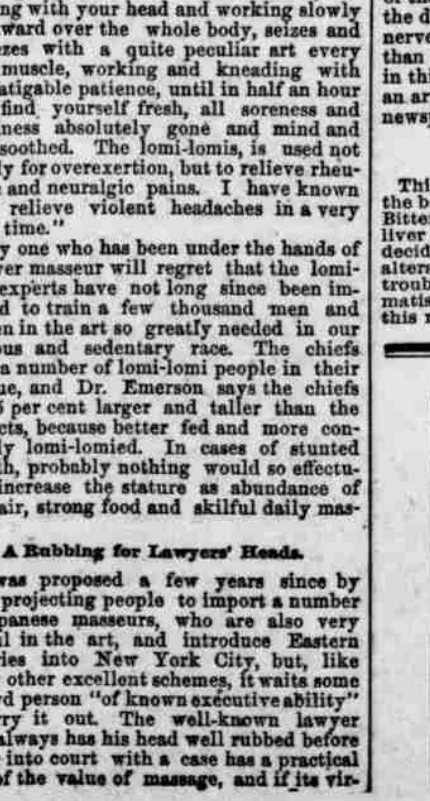 ng with your head and working slowly
ward over the whole body, seizes and
zes with a quite peculiar art every
muscle, working and kneading with
atigable patience, until in half an hour
find yourself fresh, all soreness and
ness absolutely gone and mind and
soothed. The lomi-lomis, is used not
ly for overexertion, but to relieve rheu-
and neuralgic pains. I have known
relieve violent headaches in a very
time."
y one who has been under the hands of
ver masseur will regret that the lomi-
experts have not long since been im-
d to train a few thousand men and
en in the art so greatly needed in our
ous and sedentary race. The chiefs
a number of lomi-lomi people in their
ue, and Dr. Emerson says the chiefs
per cent larger and taller than the
cts, because better fed and more con-
ly lomi-lomied. In cases of stunted
th, probably nothing would so effectu-
increase the stature as abundance of
air, strong food and skilful daily mas-
A Rubbing for Lawyers' Heads.
was proposed a few years since by
projecting people to import a number
panese masseurs, who are also very
l in the art, and introduce Eastern
ries into New York City, but, like
other excellent schemes, it waits some
rd person "of known executive ability"
rry it out. The well-known lawyer
always has his head well rubbed before
into court with a case has a practical
of the value of massage, and if its vir-
the d
nerve
than
in thi
an ar
newsp
Thi
the b
Bitte
liver
decid
altera
troub
matis
this r